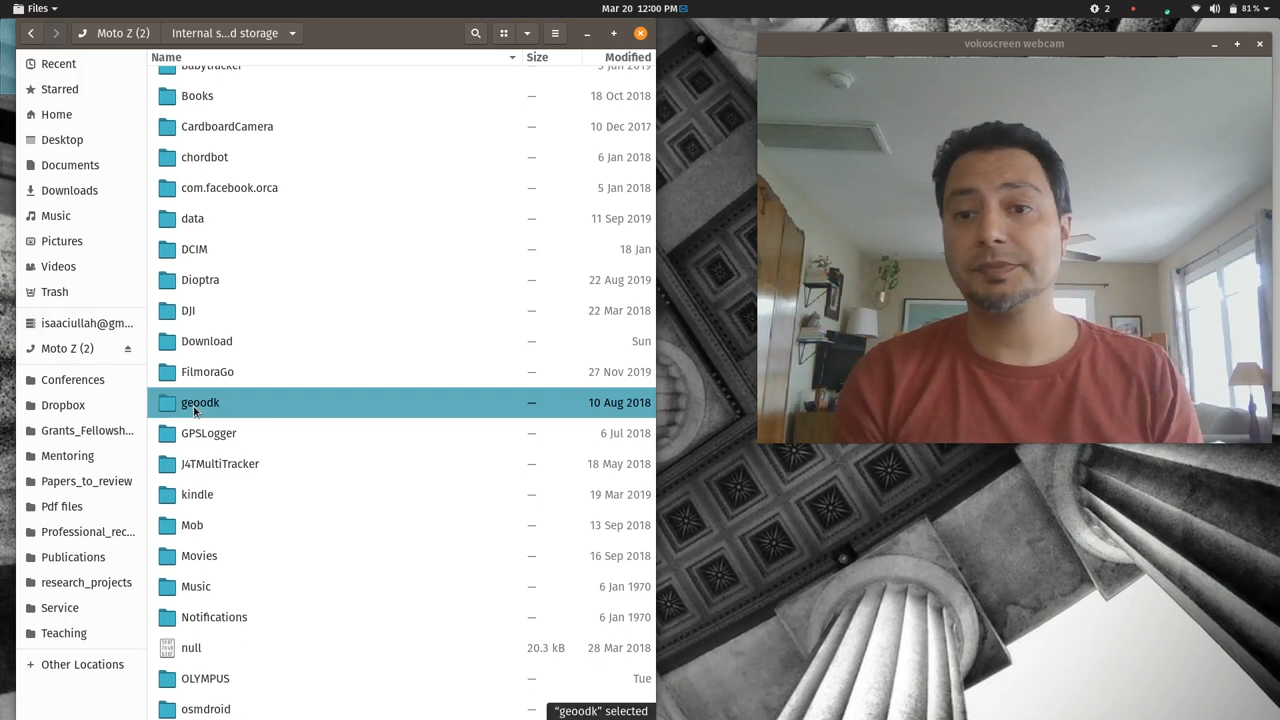 Files
Mar 20 12:00 PM
2
81 %
Moto Z (2)
Internal s...d storage
vokoscreen webcam
Name
Size
Modified
Recent
Starred
Home
Desktop
Documents
Downloads
Music
Pictures
Videos
Trash
isaaciullah@gm...
Moto Z (2)
Conferences
Dropbox
Grants_Fellowsh...
Mentoring
Papers_to_review
Pdf files
Professional_rec...
Publications
research_projects
Service
Teaching
Other Locations
babytracker — 3 Jun 2019
Books — 18 Oct 2018
CardboardCamera — 10 Dec 2017
chordbot — 6 Jan 2018
com.facebook.orca — 5 Jan 2018
data — 11 Sep 2019
DCIM — 18 Jan
Dioptra — 22 Aug 2019
DJI — 22 Mar 2018
Download — Sun
FilmoraGo — 27 Nov 2019
geoodk — 10 Aug 2018
GPSLogger — 6 Jul 2018
J4TMultiTracker — 18 May 2018
kindle — 19 Mar 2019
Mob — 13 Sep 2018
Movies — 16 Sep 2018
Music — 6 Jan 1970
Notifications — 6 Jan 1970
null 20.3 kB 28 Mar 2018
OLYMPUS — Tue
osmdroid —
“geoodk” selected